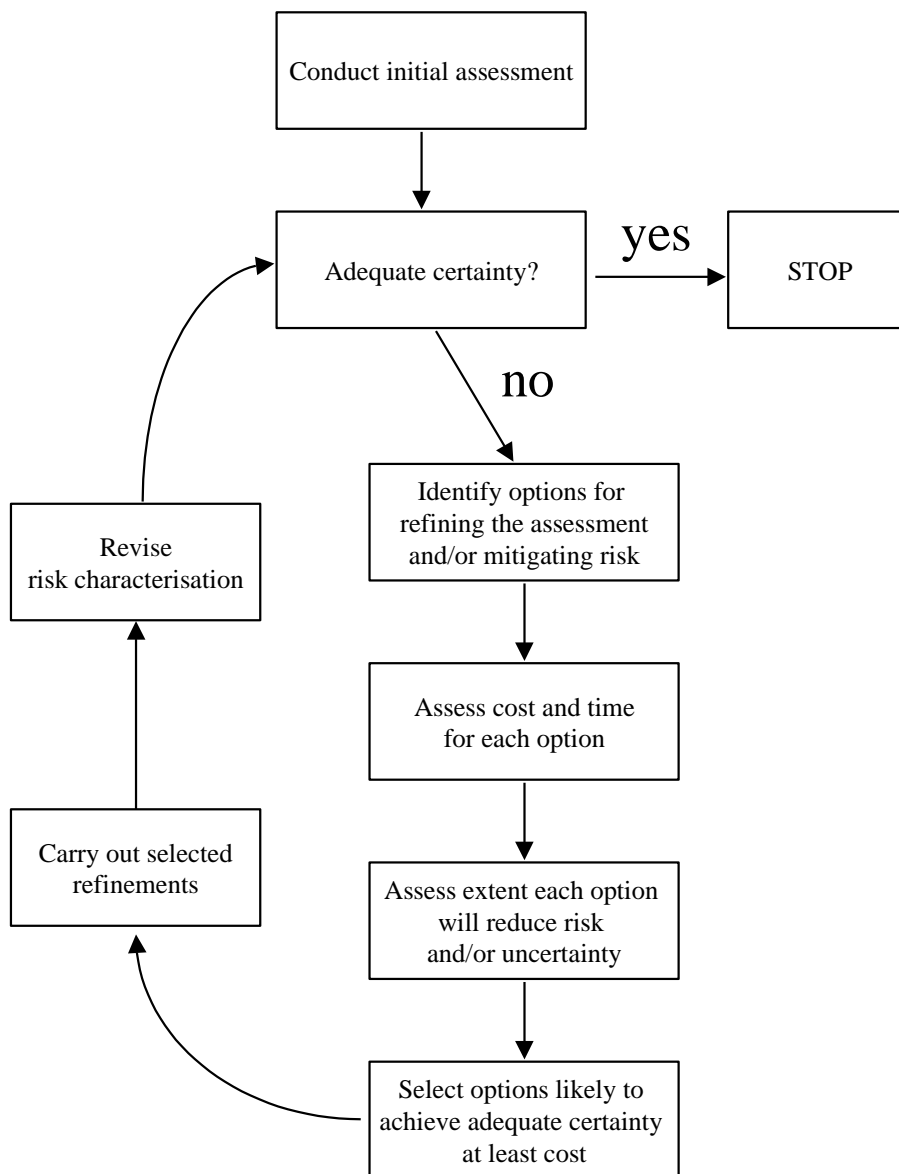 Conduct initial assessment
Adequate certainty?
yes
STOP
no
Identify options for
refining the assessment
and/or mitigating risk
Assess cost and time
for each option
Assess extent each option
will reduce risk
and/or uncertainty
Select options likely to
achieve adequate certainty
at least cost
Carry out selected
refinements
Revise
risk characterisation